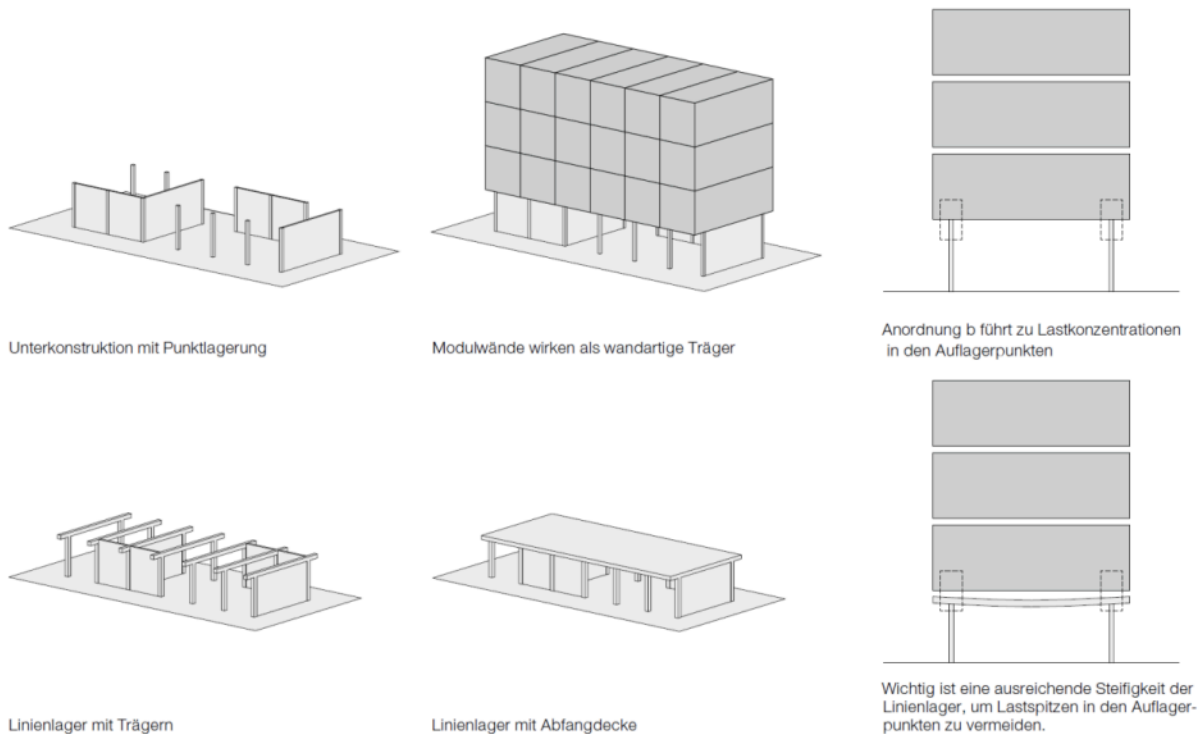 Unterkonstruktion mit Punktlagerung
Modulwände wirken als wandartige Träger
Anordnung b führt zu Lastkonzentrationen
in den Auflagerpunkten
Linienlager mit Trägern
Linienlager mit Abfangdecke
Wichtig ist eine ausreichende Steifigkeit der
Linienlager, um Lastspitzen in den Auflager-
punkten zu vermeiden.